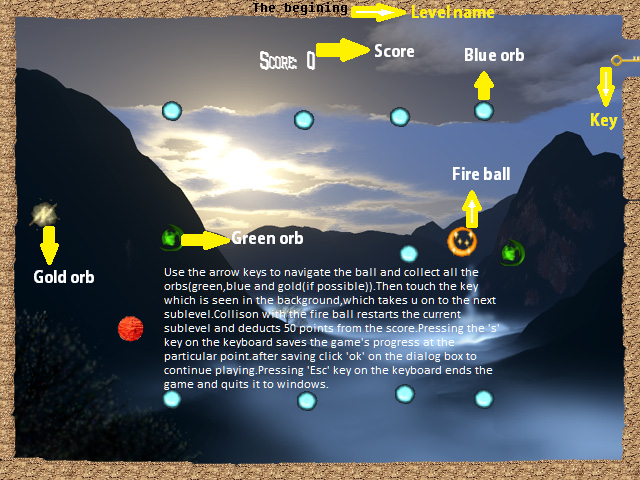 The begining
Level name
Score: 0
Score
Blue orb
Key
Fire ball
Green orb
Gold orb
Use the arrow keys to navigate the ball and collect all the
orbs(green,blue and gold(if possible)).Then touch the key
which is seen in the background,which takes u on to the next
sublevel.Collison with the fire ball restarts the current
sublevel and deducts 50 points from the score.Pressing the 's'
key on the keyboard saves the game's progress at the
particular point.after saving click 'ok' on the dialog box to
continue playing.Pressing 'Esc' key on the keyboard ends the
game and quits it to windows.